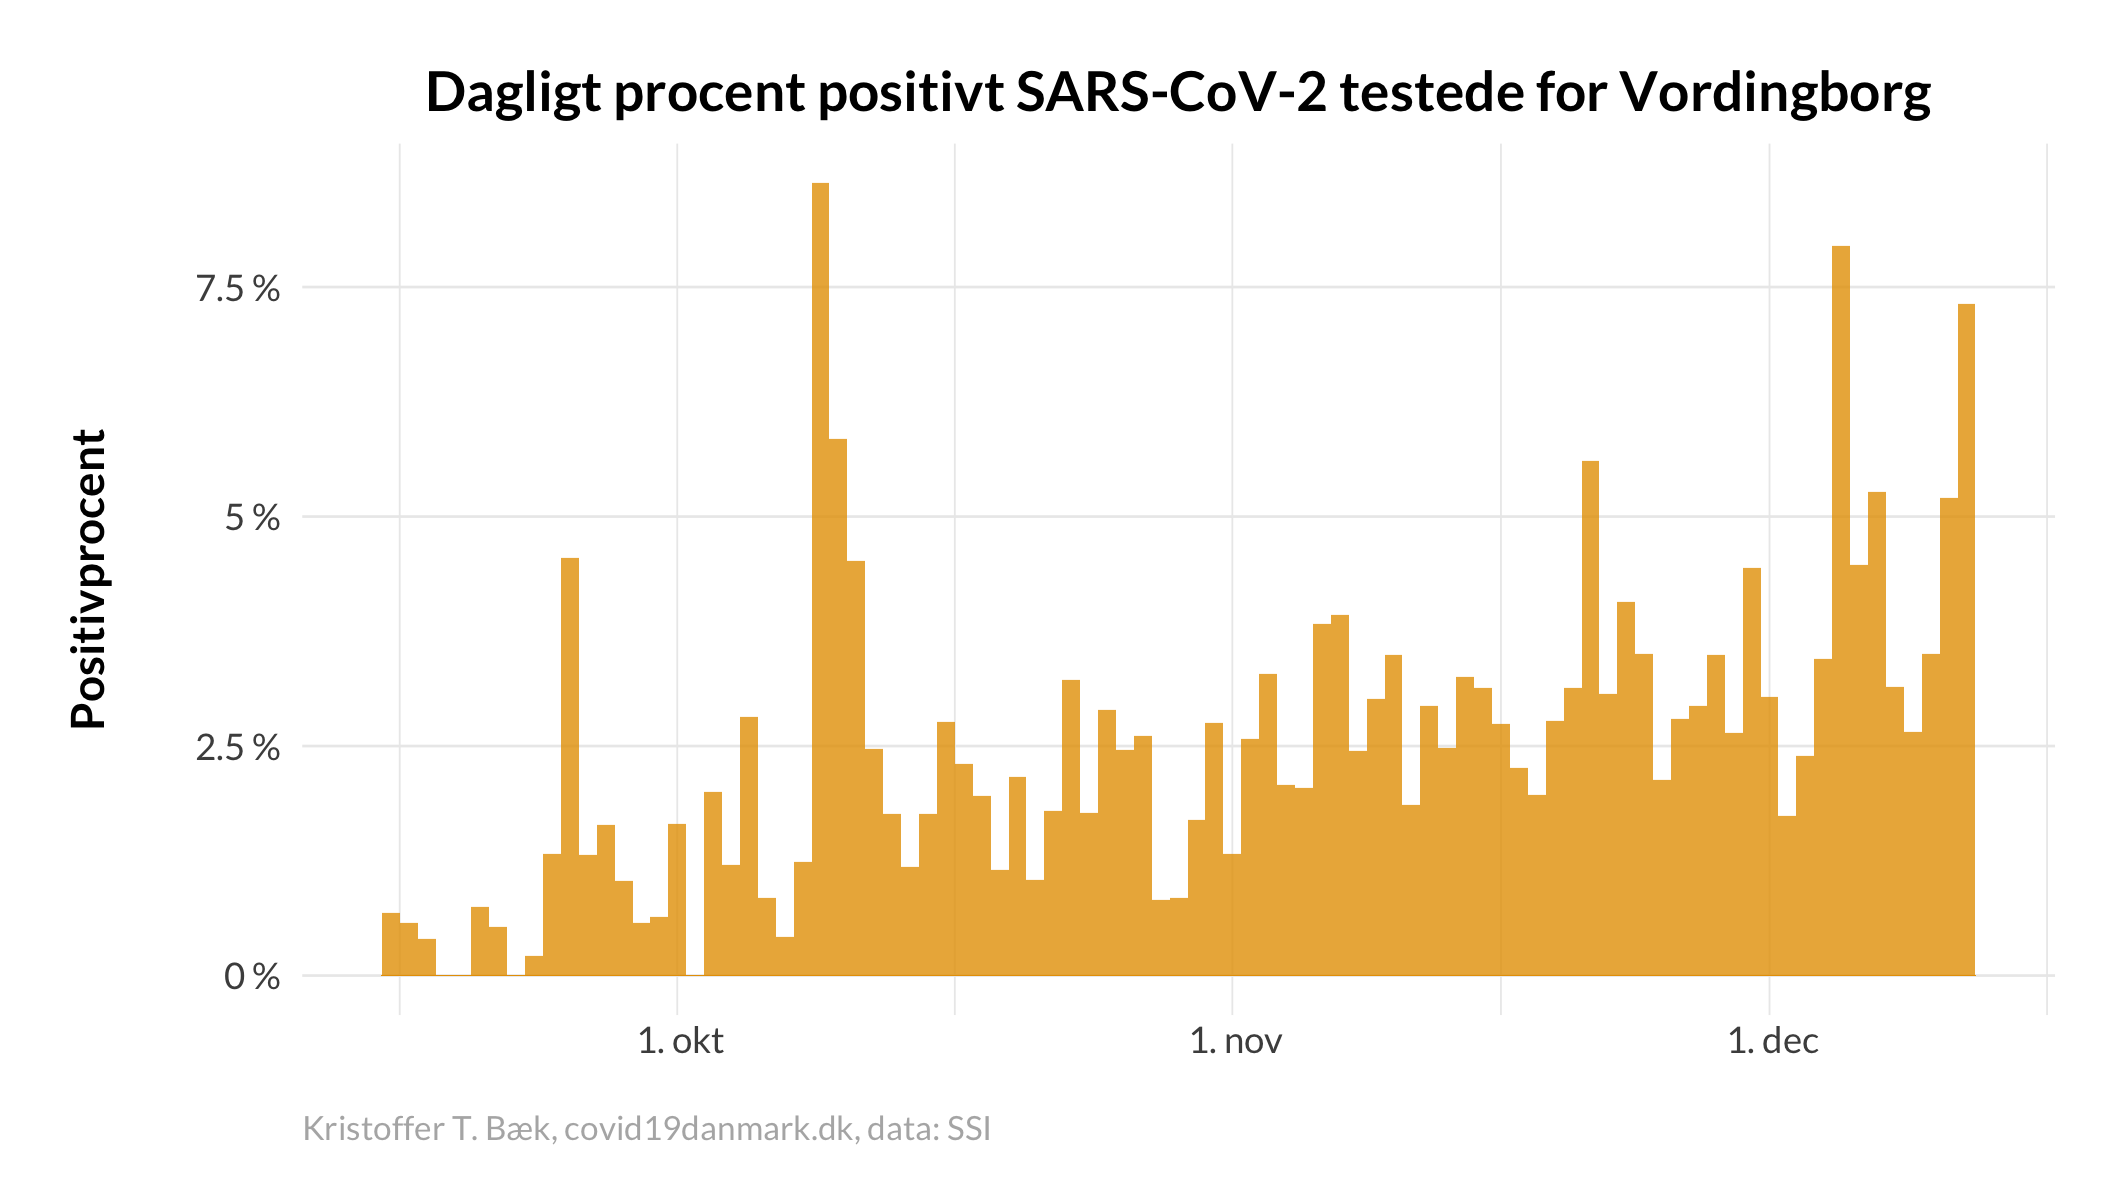 Dagligt procent positivt SARS-CoV-2 testede for Vordingborg
Positivprocent
7.5 %
5 %
2.5 %
0 %
1. okt
1. nov
1. dec
Kristoffer T. Bæk, covid19danmark.dk, data: SSI